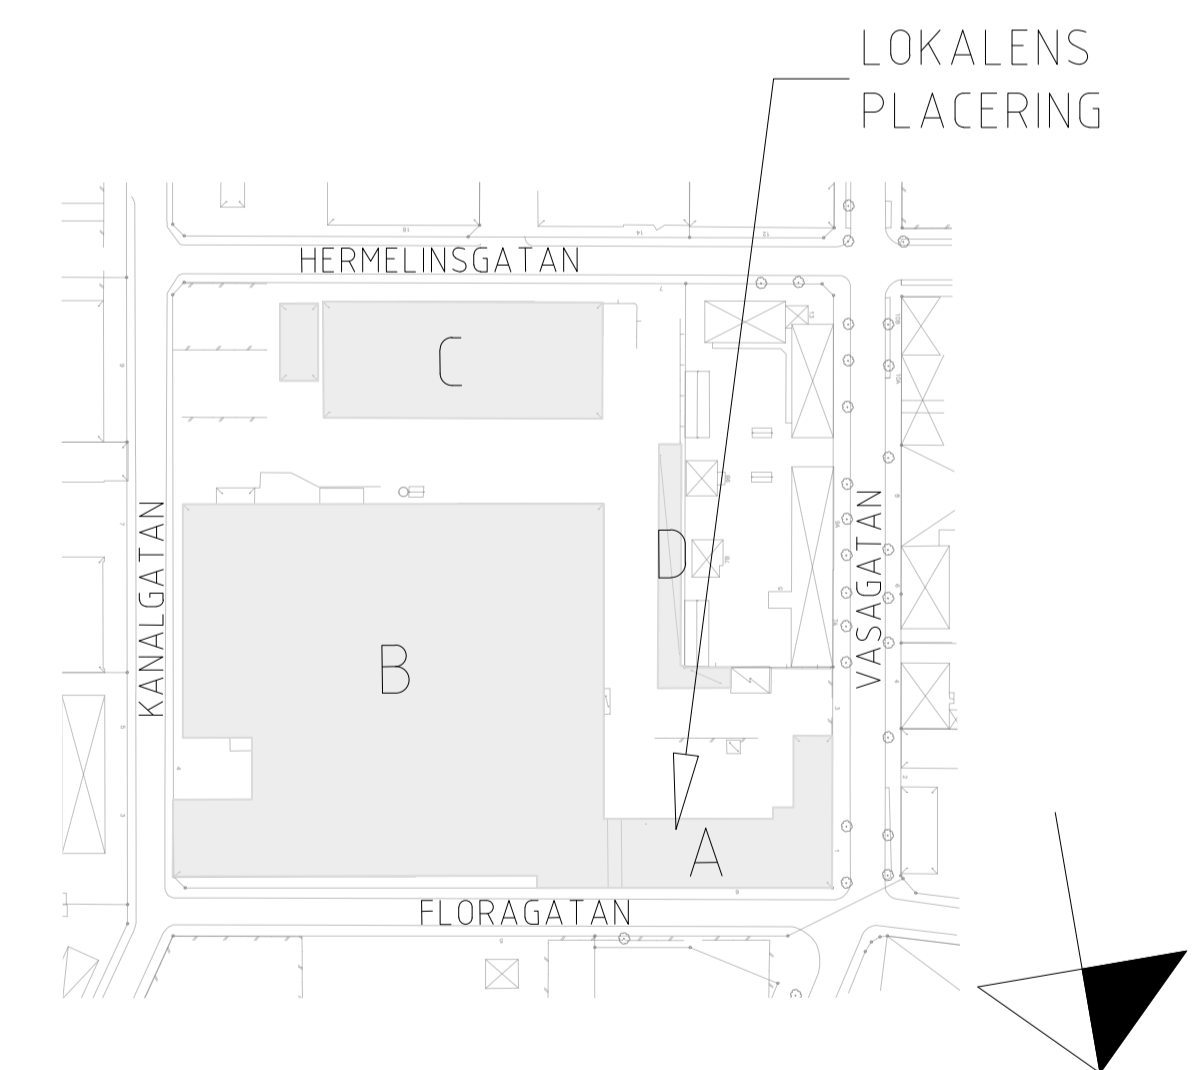 LOKALENS
PLACERING
HERMELINSGATAN
C
KANALGATAN
D
VASAGATAN
B
A
FLORAGATAN